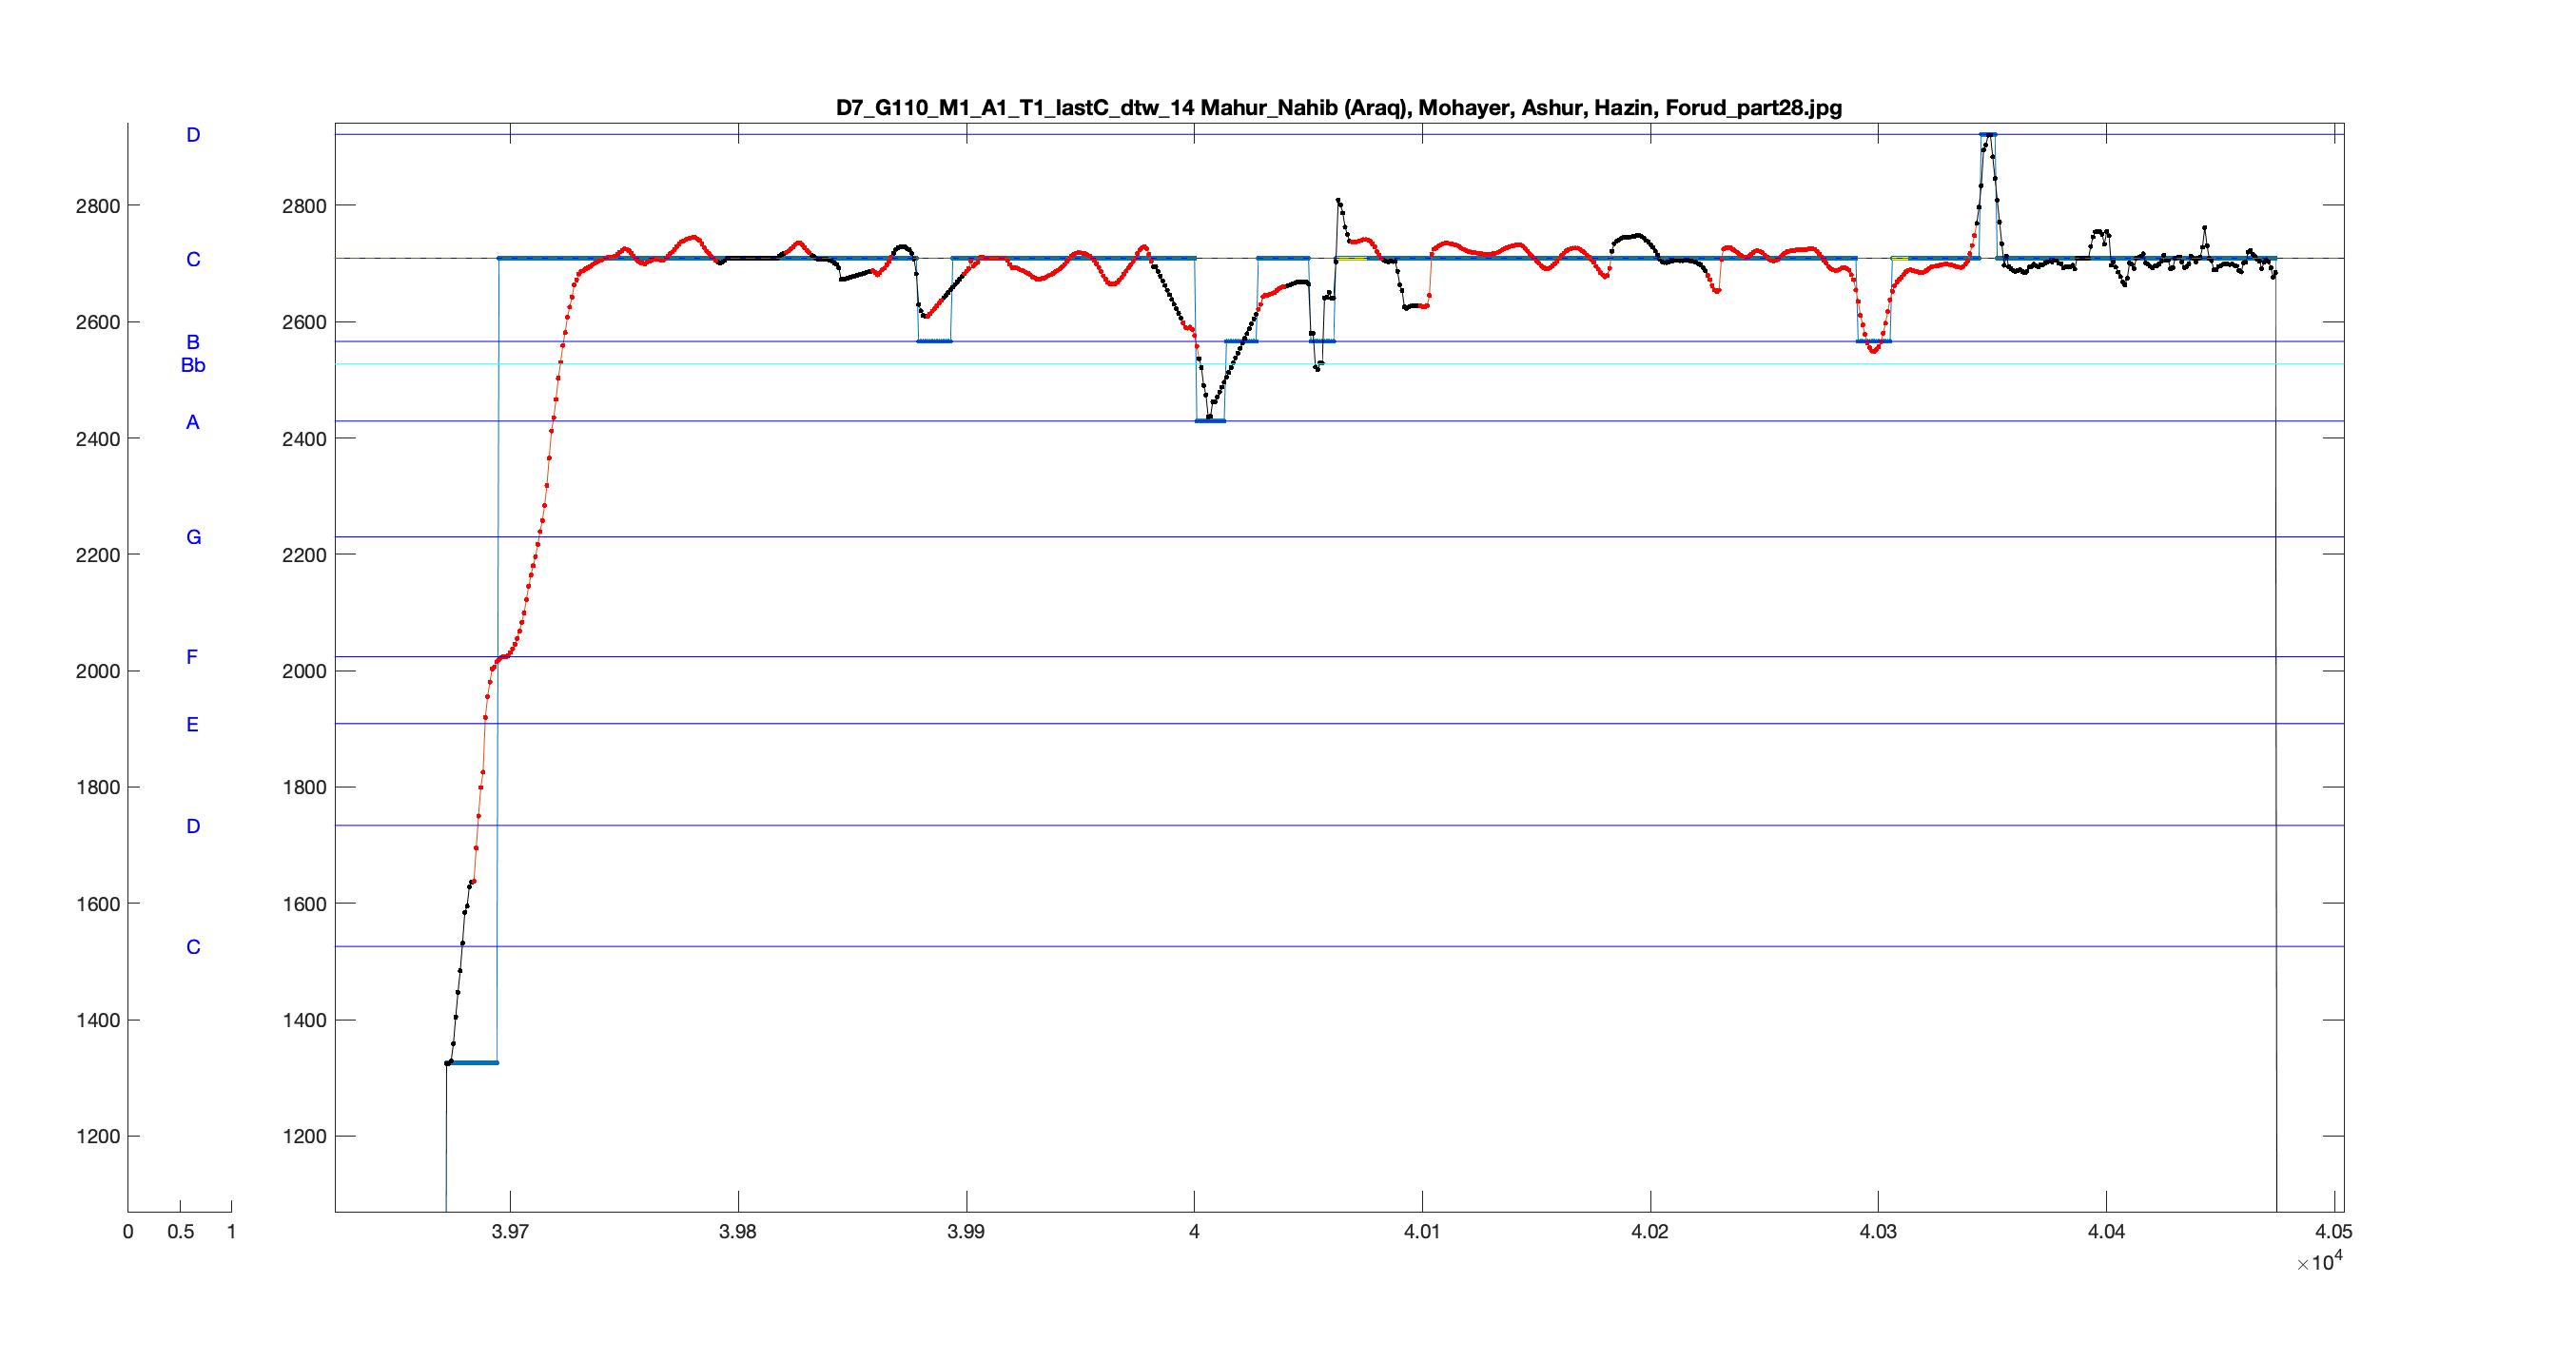 D7_G110_M1_A1_T1_lastC_dtw_14 Mahur_Nahib (Araq), Mohayer, Ashur, Hazin, Forud_part28.jpg
D
2800 2800
C
2600 2600
B
Bb
A
2400 2400
G
2200 2200
F
2000 2000
E
1800 1800
D
1600 1600
C
1400 1400
1200 1200
0 0.5 1 3.97 3.98 3.99 4 4.01 4.02 4.03 4.04 4.05
×10^4